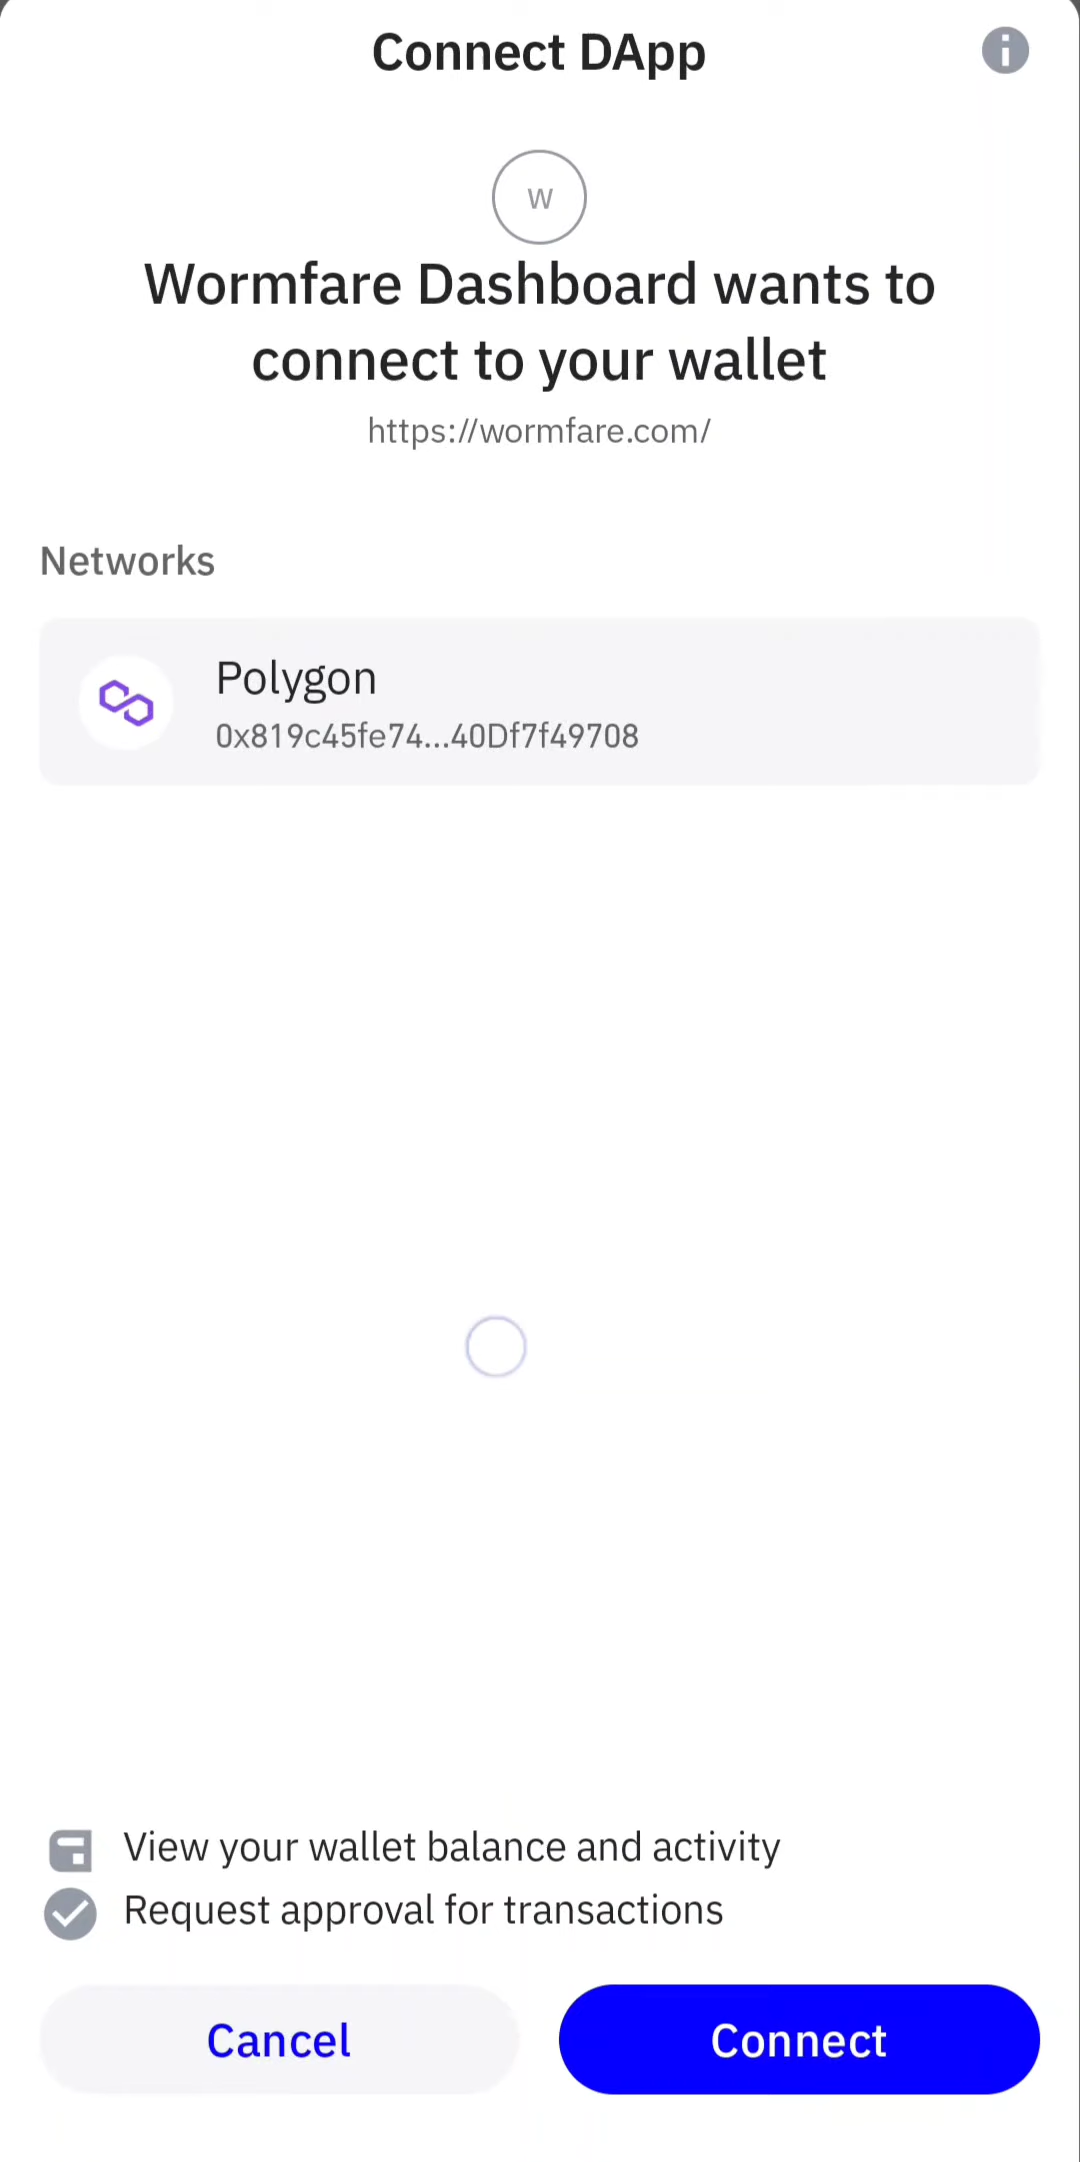 Connect DApp
W
Wormfare Dashboard wants to
connect to your wallet
https://wormfare.com/
Networks
Polygon
0x819c45fe74...40Df7f49708
View your wallet balance and activity
Request approval for transactions
Cancel
Connect